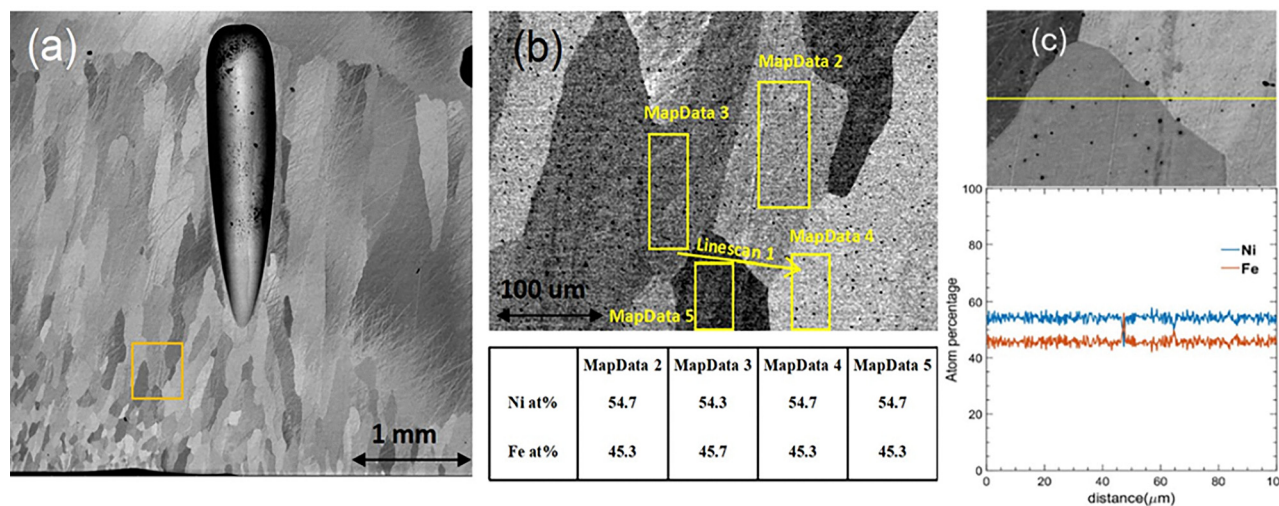 (a)
1 mm
(b)
MapData 2
MapData 3
Linescan 1
MapData 4
100 um
MapData 5
MapData 2 MapData 3 MapData 4 MapData 5
Ni at% 54.7 54.3 54.7 54.7
Fe at% 45.3 45.7 45.3 45.3
(c)
100
Ni
Fe
80
60
40
20
0
Atom percentage
0 20 40 60 80 100
distance(μm)